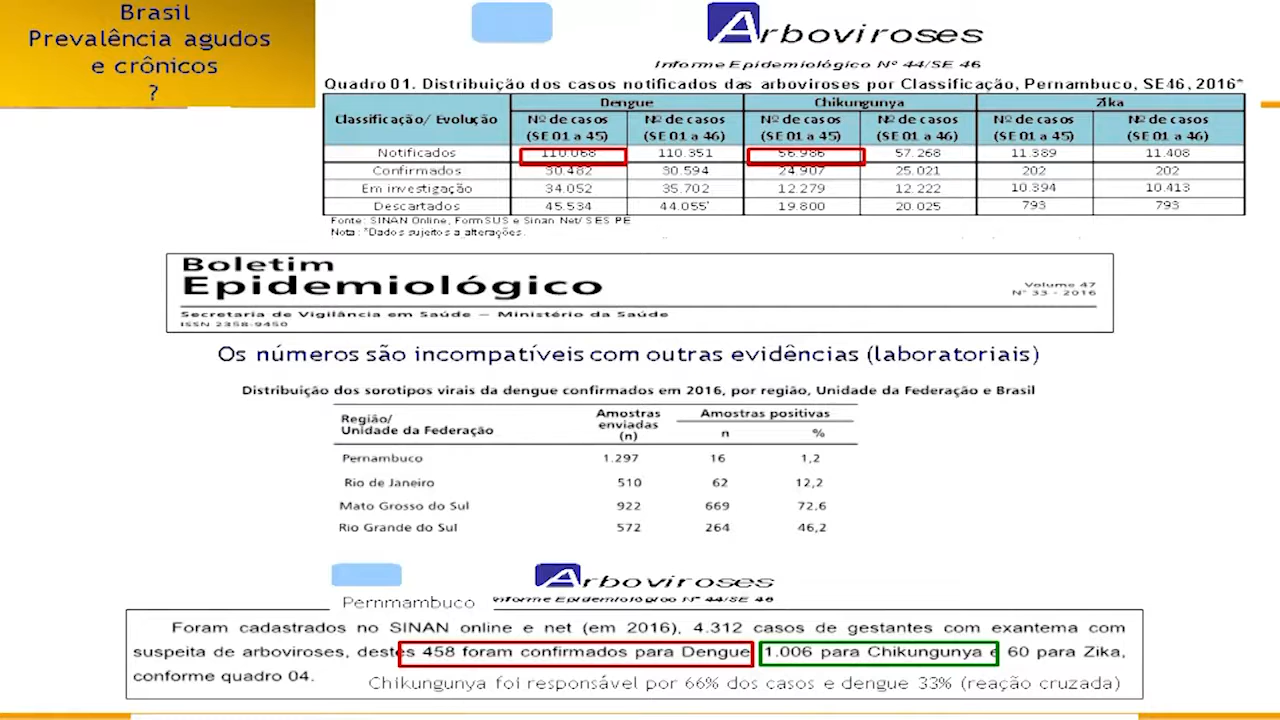 Brasil
Prevalência agudos
e crônicos
?
Arboviroses
Informe Epidemiológico Nº 44/SE 46
Quadro 01. Distribuição dos casos notificados das arboviroses por Classificação, Pernambuco, SE46, 2016*
Classificação/ Evolução Dengue Chikungunya Zika
Nº de casos Nº de casos Nº de casos Nº de casos Nº de casos Nº de casos
(SE 01 a 45) (SE 01 a 46) (SE 01 a 45) (SE 01 a 46) (SE 01 a 45) (SE 01 a 46)
Notificados 110.068 110.351 56.986 57.268 11.389 11.408
Confirmados 30.482 30.594 24.907 25.021 202 202
Em investigação 34.052 35.702 12.279 12.222 10.394 10.413
Descartados 45.534 44.055* 19.800 20.025 793 793
Fonte: SINAN Online, FormSUS e Sinan Net/ SES PE
Nota: *Dados sujeitos a alterações.
Boletim
Epidemiológico
Volume 47
N° 33 - 2016
Secretaria de Vigilância em Saúde – Ministério da Saúde
ISSN 2358-9450
Os números são incompatíveis com outras evidências (laboratoriais)
Distribuição dos sorotipos virais da dengue confirmados em 2016, por região, Unidade da Federação e Brasil
Região/ Unidade da Federação Amostras enviadas (n) Amostras positivas
n %
Pernambuco 1.297 16 1,2
Rio de Janeiro 510 62 12,2
Mato Grosso do Sul 922 669 72,6
Rio Grande do Sul 572 264 46,2
Arboviroses
Informe Epidemiológico Nº 44/SE 46
Pernmambuco
Foram cadastrados no SINAN online e net (em 2016), 4.312 casos de gestantes com exantema com
suspeita de arboviroses, destes 458 foram confirmados para Dengue 1.006 para Chikungunya e 60 para Zika,
conforme quadro 04.
Chikungunya foi responsável por 66% dos casos e dengue 33% (reação cruzada)